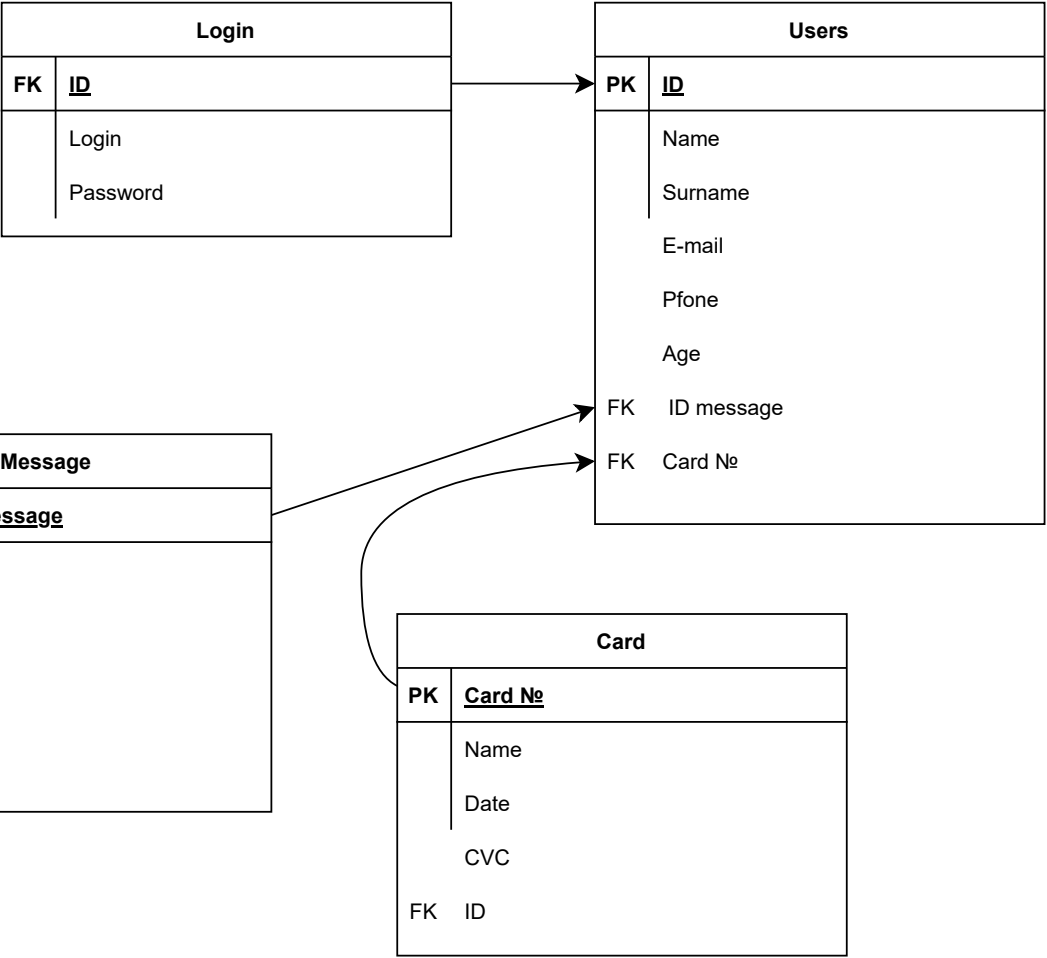 Login
FK ID
Login
Password
Users
PK ID
Name
Surname
E-mail
Pfone
Age
FK ID message
FK Card №
Message
essage
Card
PK Card №
Name
Date
CVC
FK ID